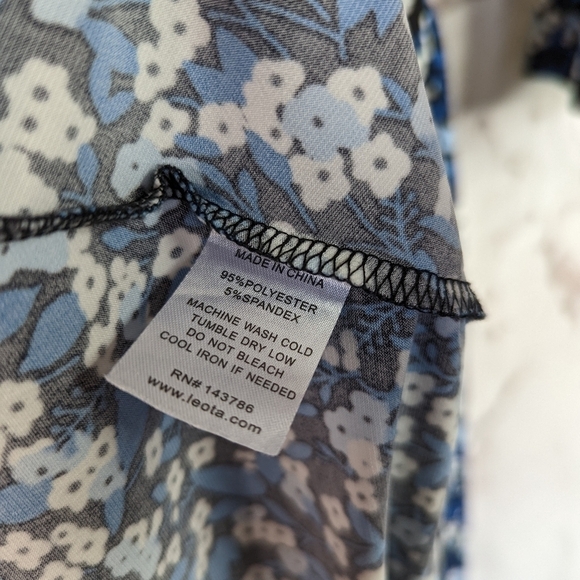 MADE IN CHINA
95%POLYESTER
5%SPANDEX
MACHINE WASH COLD
TUMBLE DRY LOW
DO NOT BLEACH
COOL IRON IF NEEDED
RN# 143786
www.leota.com